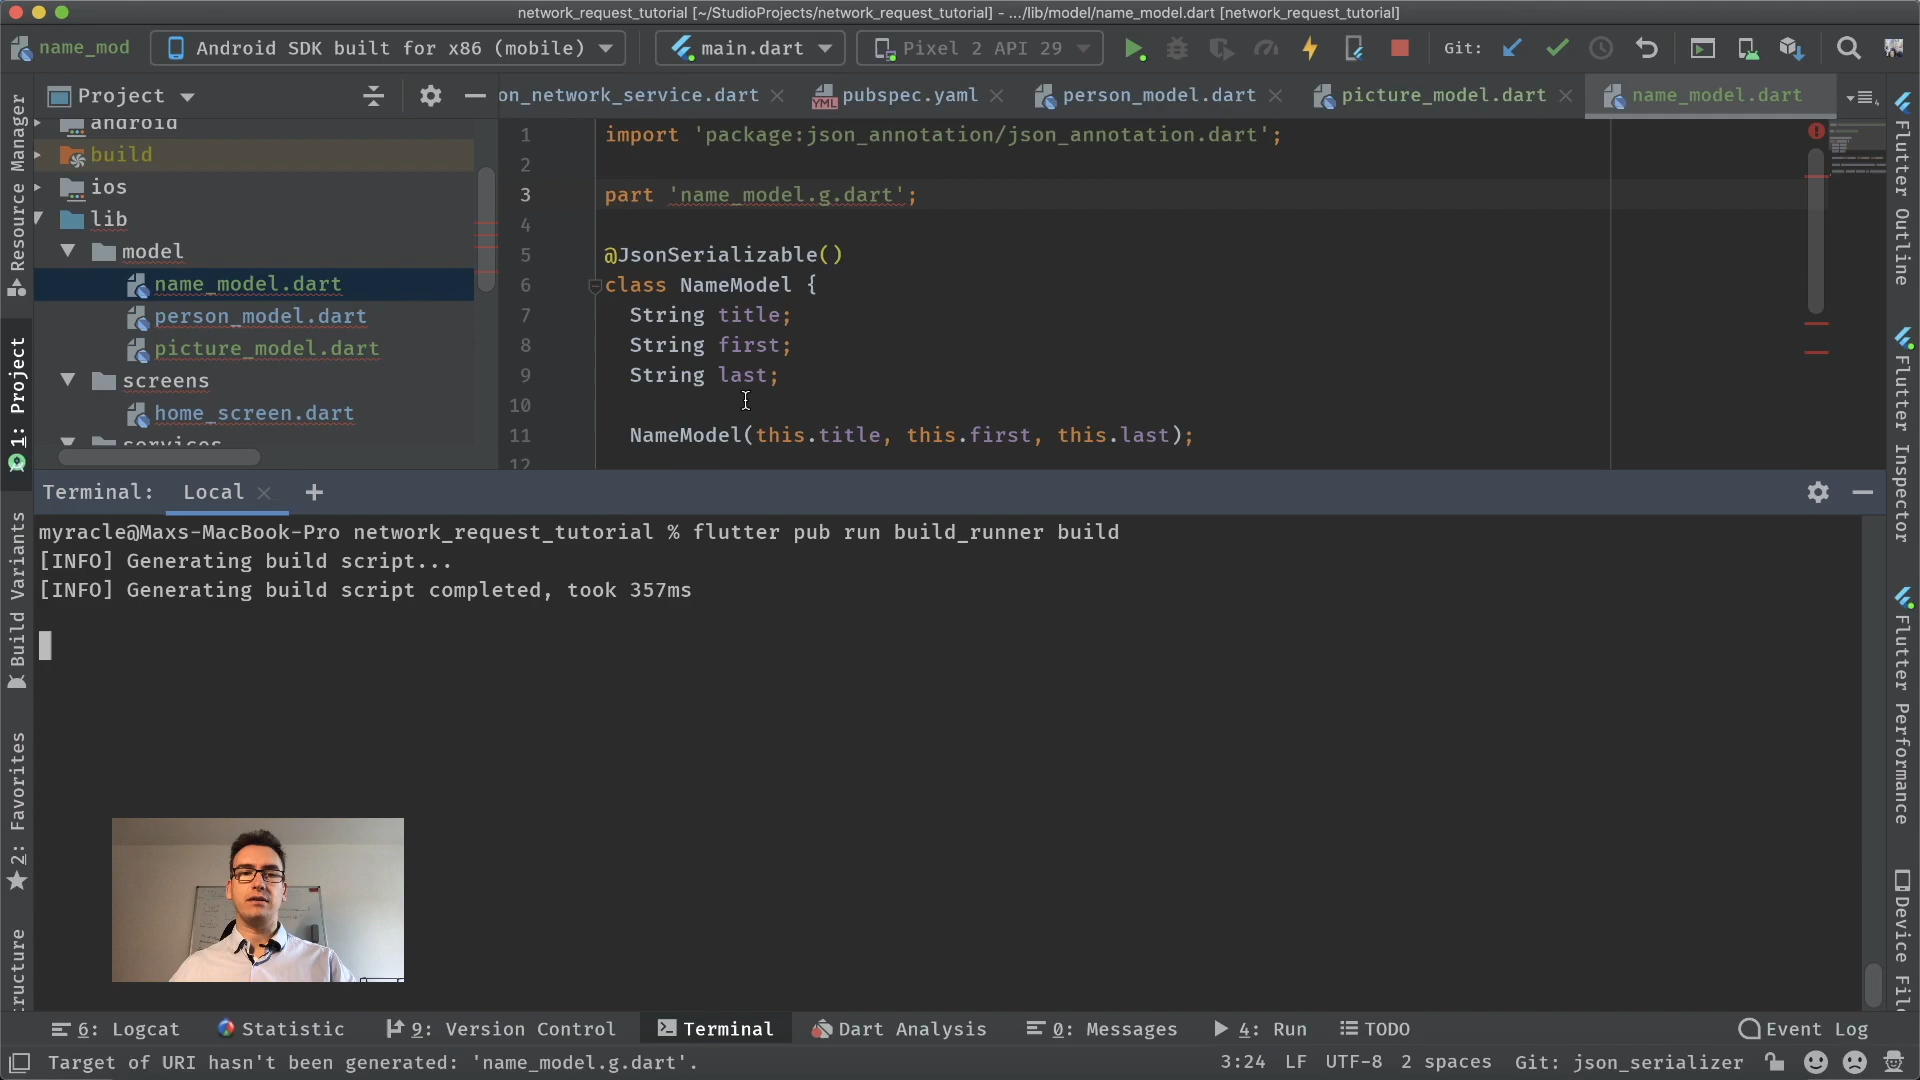 network_request_tutorial [~/StudioProjects/network_request_tutorial] - .../lib/model/name_model.dart [network_request_tutorial]
name_mod
Android SDK built for x86 (mobile)
main.dart
Pixel 2 API 29
Git:
Project
on_network_service.dart
pubspec.yaml
person_model.dart
picture_model.dart
name_model.dart
android
build
ios
lib
model
name_model.dart
person_model.dart
picture_model.dart
screens
home_screen.dart
services
1 import 'package:json_annotation/json_annotation.dart';
2
3 part 'name_model.g.dart';
4
5 @JsonSerializable()
6 class NameModel {
7 String title;
8 String first;
9 String last;
10
11 NameModel(this.title, this.first, this.last);
12
Terminal: Local
myracle@Maxs-MacBook-Pro network_request_tutorial % flutter pub run build_runner build
[INFO] Generating build script...
[INFO] Generating build script completed, took 357ms
Resource Manager
1: Project
Build Variants
2: Favorites
ructure
Flutter Outline
Flutter Inspector
Flutter Performance
Device Fil
6: Logcat
Statistic
9: Version Control
Terminal
Dart Analysis
0: Messages
4: Run
TODO
Event Log
Target of URI hasn't been generated: 'name_model.g.dart'.
3:24 LF UTF-8 2 spaces Git: json_serializer